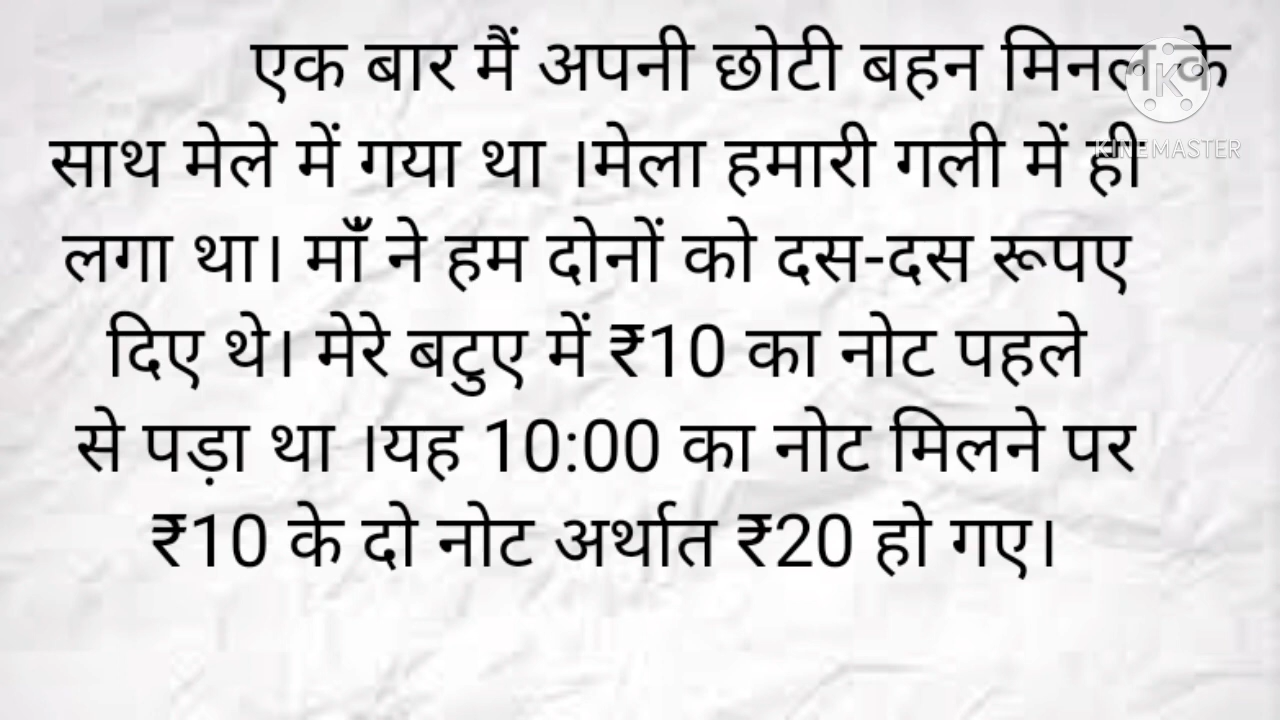 एक बार मैं अपनी छोटी बहन मिनल के
साथ मेले में गया था ।मेला हमारी गली में ही
लगा था। माँ ने हम दोनों को दस-दस रूपए
दिए थे। मेरे बटुए में ₹10 का नोट पहले
से पड़ा था ।यह 10:00 का नोट मिलने पर
₹10 के दो नोट अर्थात ₹20 हो गए।
K
KINEMASTER